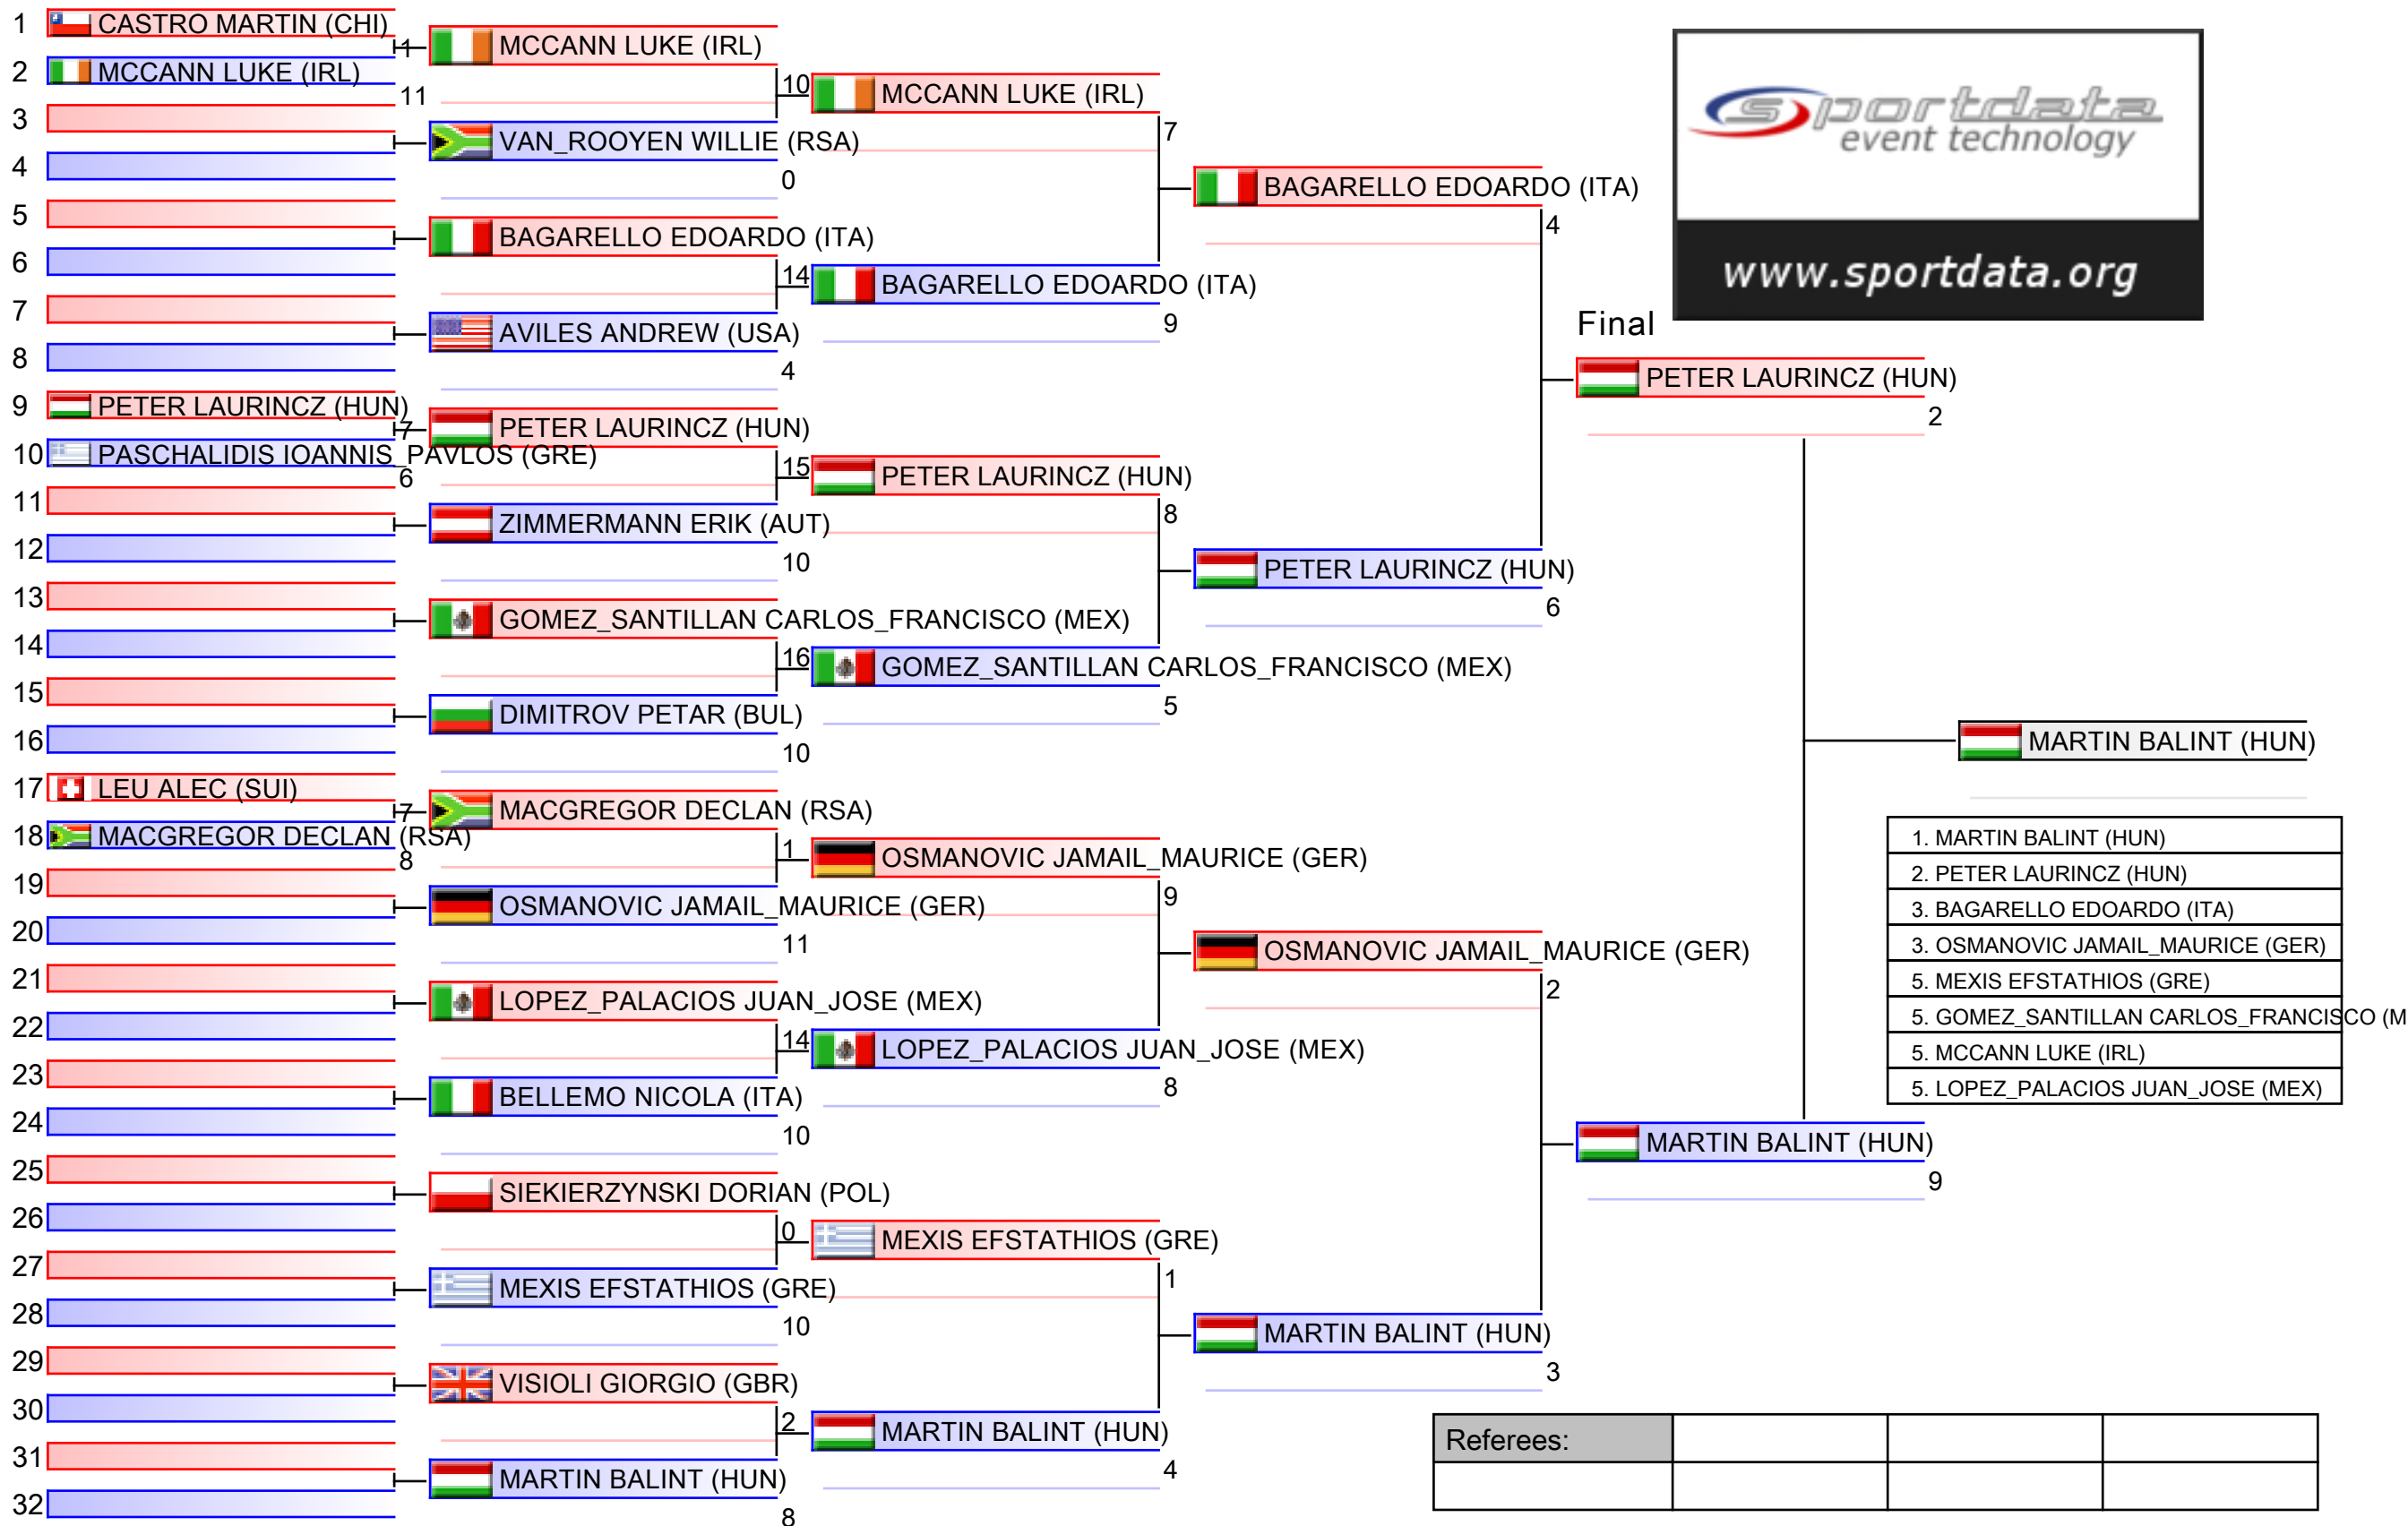 1 CASTRO MARTIN (CHI)
1
2 MCCANN LUKE (IRL)
11
3
4
5
6
7
8
9 PETER LAURINCZ (HUN)
7
10 PASCHALIDIS IOANNIS_PAVLOS (GRE)
6
11
12
13
14
15
16
17 LEU ALEC (SUI)
7
18 MACGREGOR DECLAN (RSA)
8
19
20
21
22
23
24
25
26
27
28
29
30
31
32
MCCANN LUKE (IRL)
10
VAN_ROOYEN WILLIE (RSA)
0
BAGARELLO EDOARDO (ITA)
14
AVILES ANDREW (USA)
4
PETER LAURINCZ (HUN)
15
ZIMMERMANN ERIK (AUT)
10
GOMEZ_SANTILLAN CARLOS_FRANCISCO (MEX)
16
DIMITROV PETAR (BUL)
10
MACGREGOR DECLAN (RSA)
1
OSMANOVIC JAMAIL_MAURICE (GER)
11
LOPEZ_PALACIOS JUAN_JOSE (MEX)
14
BELLEMO NICOLA (ITA)
10
SIEKIERZYNSKI DORIAN (POL)
0
MEXIS EFSTATHIOS (GRE)
10
VISIOLI GIORGIO (GBR)
2
MARTIN BALINT (HUN)
8
MCCANN LUKE (IRL)
7
BAGARELLO EDOARDO (ITA)
9
PETER LAURINCZ (HUN)
8
GOMEZ_SANTILLAN CARLOS_FRANCISCO (MEX)
5
OSMANOVIC JAMAIL_MAURICE (GER)
9
LOPEZ_PALACIOS JUAN_JOSE (MEX)
8
MEXIS EFSTATHIOS (GRE)
1
MARTIN BALINT (HUN)
4
BAGARELLO EDOARDO (ITA)
4
PETER LAURINCZ (HUN)
6
OSMANOVIC JAMAIL_MAURICE (GER)
2
MARTIN BALINT (HUN)
3
sportdata
event technology
www.sportdata.org
Final
PETER LAURINCZ (HUN)
2
MARTIN BALINT (HUN)
9
MARTIN BALINT (HUN)
1. MARTIN BALINT (HUN)
2. PETER LAURINCZ (HUN)
3. BAGARELLO EDOARDO (ITA)
3. OSMANOVIC JAMAIL_MAURICE (GER)
5. MEXIS EFSTATHIOS (GRE)
5. GOMEZ_SANTILLAN CARLOS_FRANCISCO (M
5. MCCANN LUKE (IRL)
5. LOPEZ_PALACIOS JUAN_JOSE (MEX)
Referees: